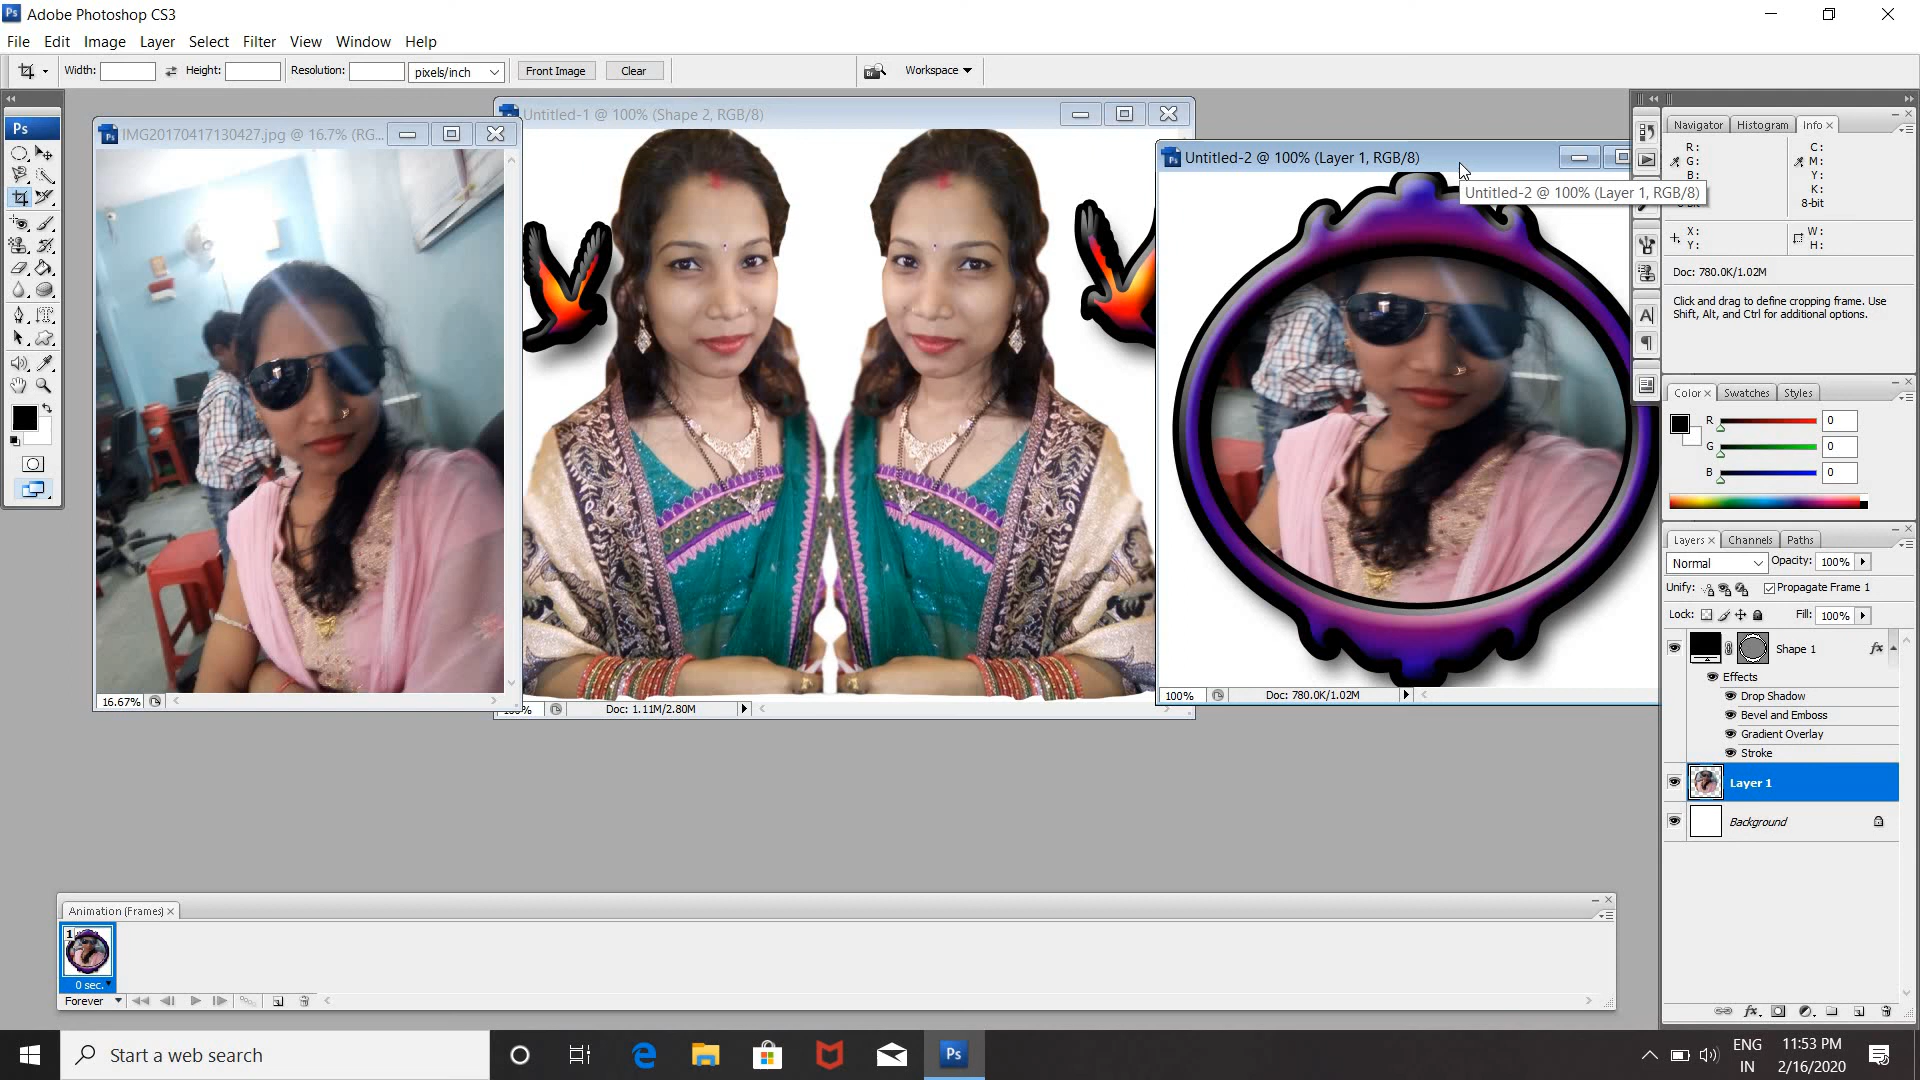 Ps Adobe Photoshop CS3
File Edit Image Layer Select Filter View Window Help
Width: Height: Resolution: pixels/inch Front Image Clear Workspace
Ps
IMG20170417130427.jpg @ 16.7% (RG...
16.67%
Untitled-1 @ 100% (Shape 2, RGB/8)
Doc: 1.11M/2.80M
Untitled-2 @ 100% (Layer 1, RGB/8)
Untitled-2 @ 100% (Layer 1, RGB/8)
100% Doc: 780.0K/1.02M
Navigator Histogram Info
R: C:
G: M:
B: Y:
K:
8-bit
X: W:
Y: H:
Doc: 780.0K/1.02M
Click and drag to define cropping frame. Use
Shift, Alt, and Ctrl for additional options.
Color Swatches Styles
R 0
G 0
B 0
Layers Channels Paths
Normal Opacity: 100%
Unify: Propagate Frame 1
Lock: Fill: 100%
Shape 1 fx
Effects
Drop Shadow
Bevel and Emboss
Gradient Overlay
Stroke
Layer 1
Background
Animation (Frames)
1
0 sec.
Forever
Start a web search
Ps
ENG
IN
11:53 PM
2/16/2020